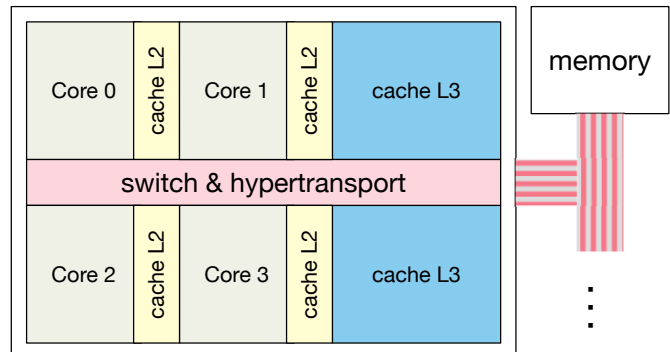 Core 0
cache L2
Core 1
cache L2
cache L3
memory
switch & hypertransport
Core 2
cache L2
Core 3
cache L2
cache L3